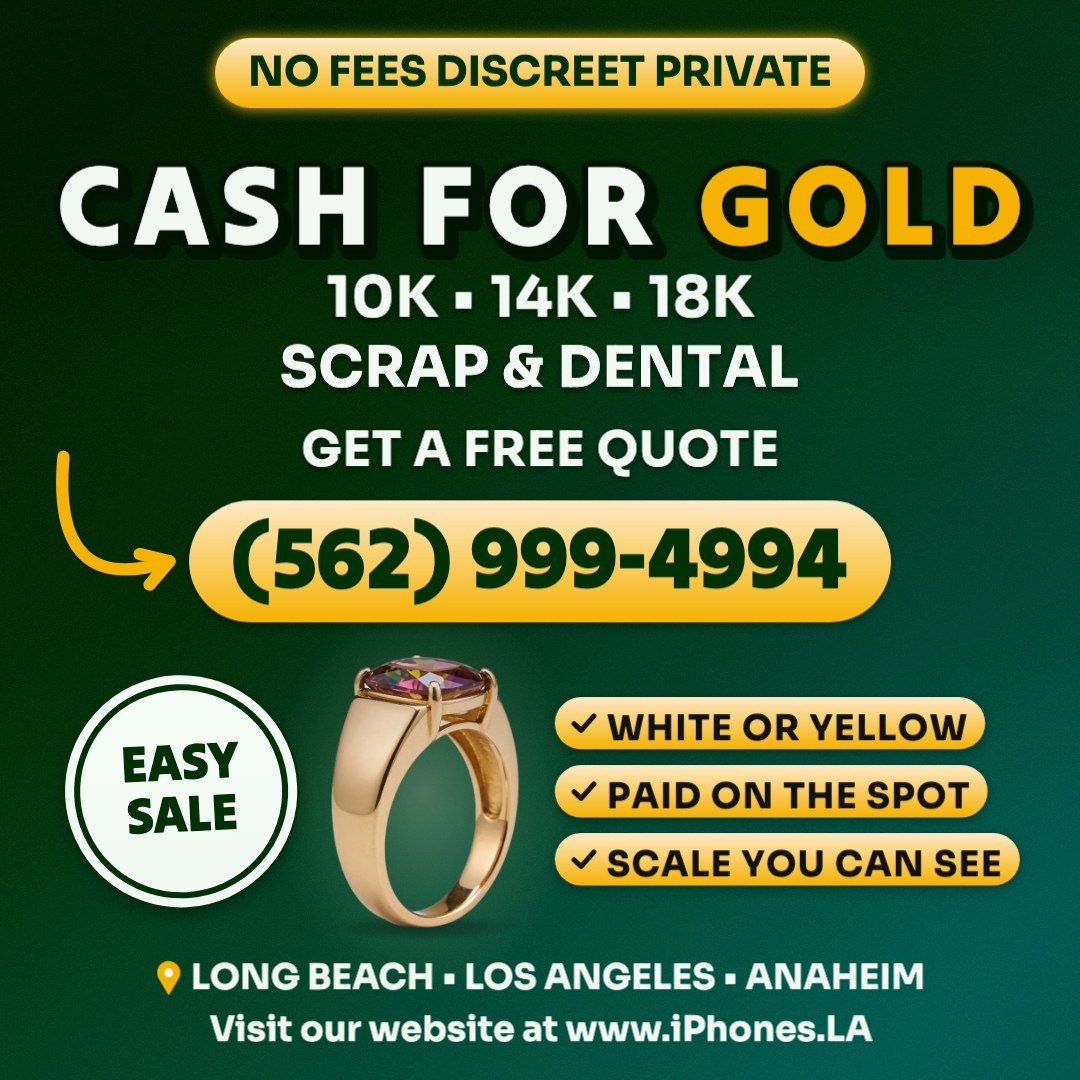 NO FEES DISCREET PRIVATE
CASH FOR GOLD
10K ▪ 14K ▪ 18K
SCRAP & DENTAL
GET A FREE QUOTE
(562) 999-4994
EASY
SALE
✓ WHITE OR YELLOW
✓ PAID ON THE SPOT
✓ SCALE YOU CAN SEE
LONG BEACH ▪ LOS ANGELES ▪ ANAHEIM
Visit our website at www.iPhones.LA